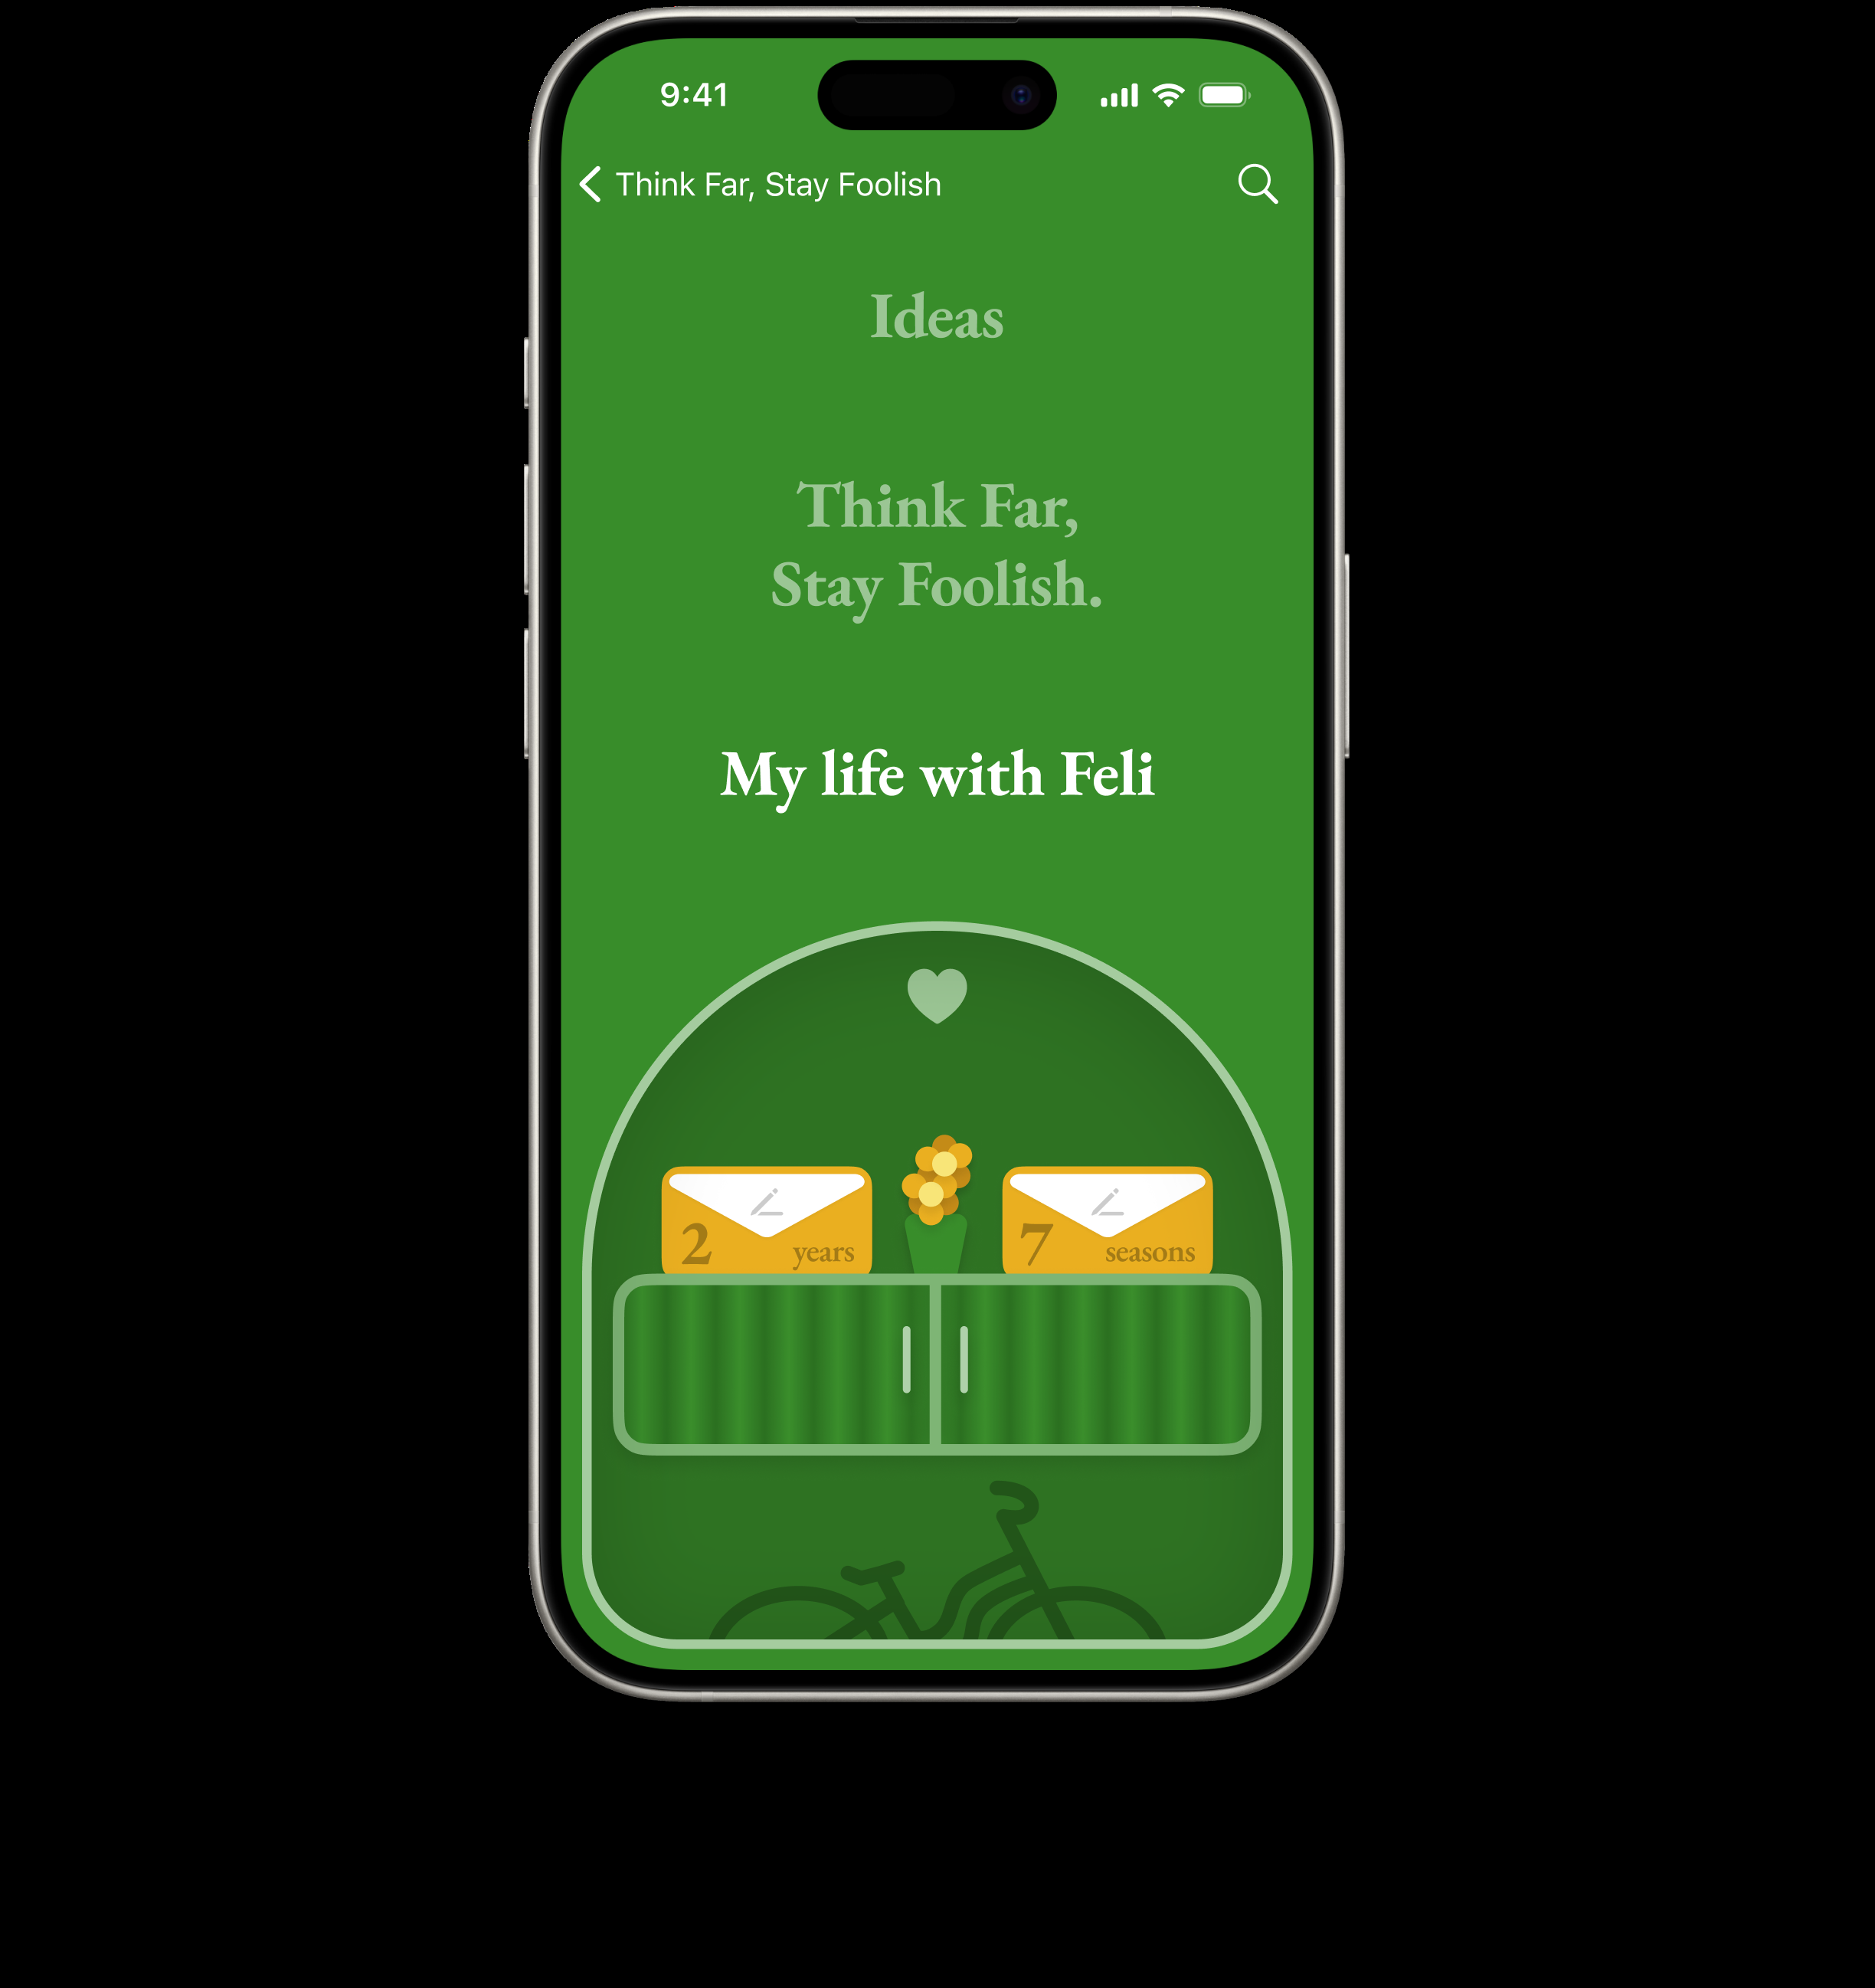 9:41
Think Far, Stay Foolish
Ideas
Think Far,
Stay Foolish.
My life with Feli
2 years
7 seasons